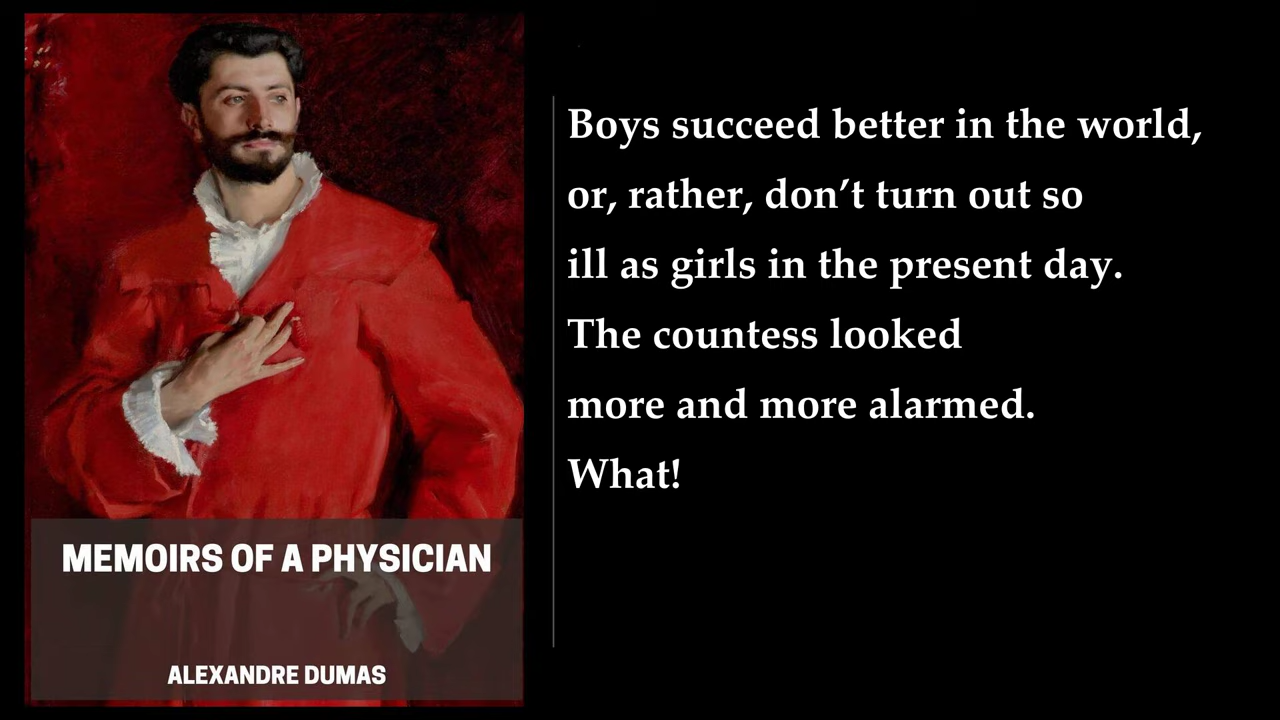 Boys succeed better in the world,
or, rather, don’t turn out so
ill as girls in the present day.
The countess looked
more and more alarmed.
What!
MEMOIRS OF A PHYSICIAN
ALEXANDRE DUMAS